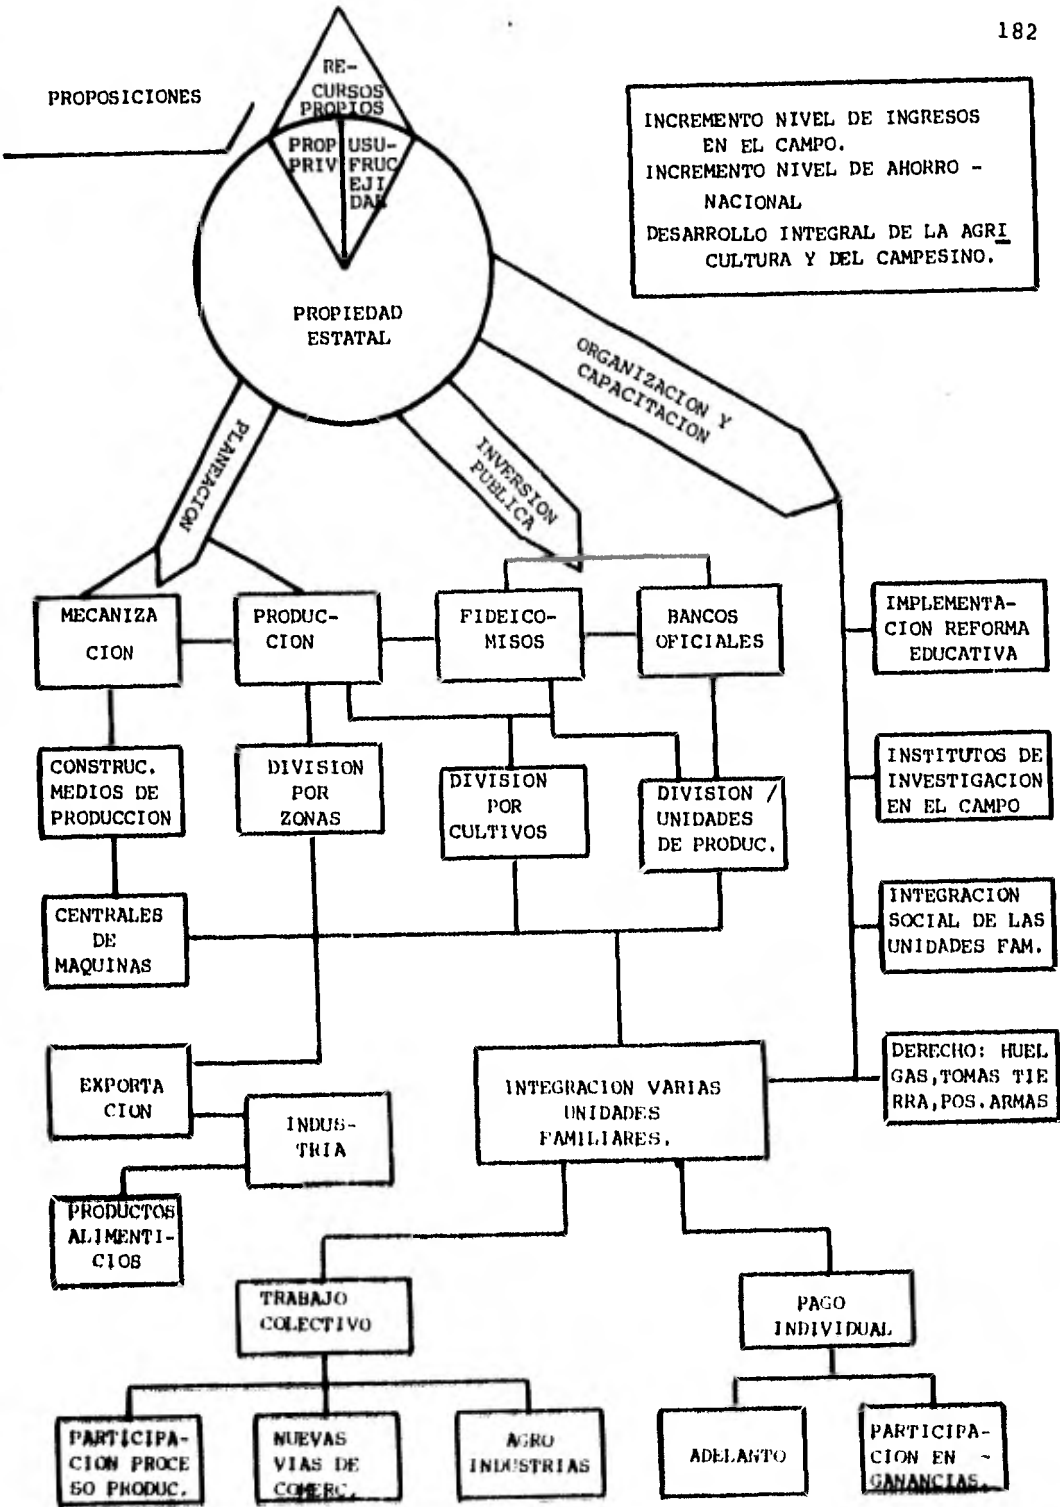 182
PROPOSICIONES
RE-
CURSOS
PROPIOS
PROP
PRIV
USU-
FRUC
EJI
DAL
PROPIEDAD
ESTATAL
INCREMENTO NIVEL DE INGRESOS
EN EL CAMPO.
INCREMENTO NIVEL DE AHORRO -
NACIONAL
DESARROLLO INTEGRAL DE LA AGRI
CULTURA Y DEL CAMPESINO.
PLANEACION
INVERSION
PUBLICA
ORGANIZACION Y
CAPACITACION
MECANIZA
CION
PRODUC-
CION
FIDEICO-
MISOS
BANCOS
OFICIALES
IMPLEMENTA-
CION REFORMA
EDUCATIVA
CONSTRUC.
MEDIOS DE
PRODUCCION
DIVISION
POR
ZONAS
DIVISION
POR
CULTIVOS
DIVISION /
UNIDADES
DE PRODUC.
INSTITUTOS DE
INVESTIGACION
EN EL CAMPO
CENTRALES
DE
MAQUINAS
INTEGRACION
SOCIAL DE LAS
UNIDADES FAM.
EXPORTA
CION
INDUS-
TRIA
PRODUCTOS
ALIMENTI-
CIOS
INTEGRACION VARIAS
UNIDADES
FAMILIARES.
DERECHO: HUEL
GAS,TOMAS TIE
RRA,POS.ARMAS
TRABAJO
COLECTIVO
PAGO
INDIVIDUAL
PARTICIPA-
CION PROCE
SO PRODUC.
NUEVAS
VIAS DE
COMERC.
AGRO
INDUSTRIAS
ADELANTO
PARTICIPA-
CION EN -
GANANCIAS.